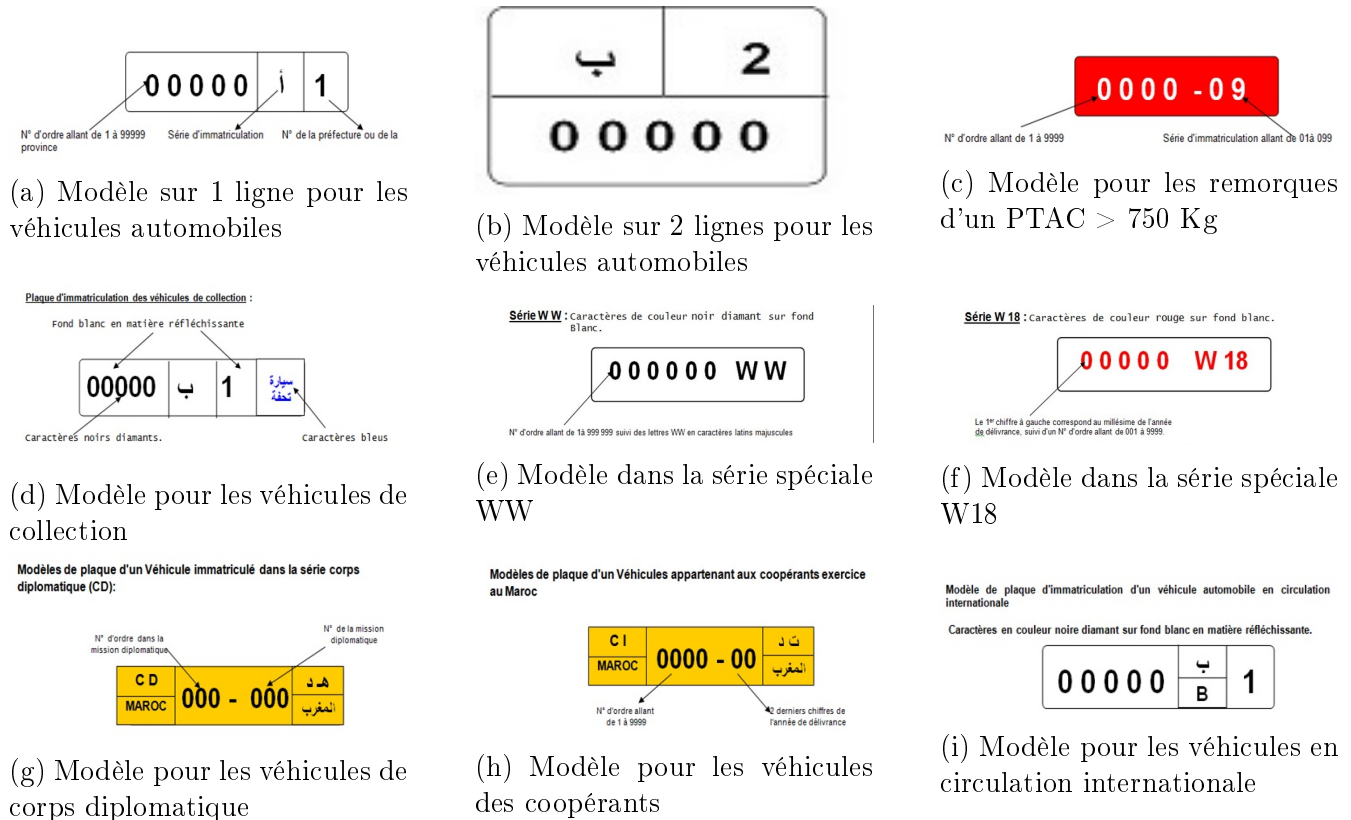 00000 أ 1
N° d'ordre allant de 1 à 99999
Série d'immatriculation
N° de la préfecture ou de la
province
(a) Modèle sur 1 ligne pour les
véhicules automobiles
ب 2
0 0 0 0 0
(b) Modèle sur 2 lignes pour les
véhicules automobiles
0000 - 09
N° d'ordre allant de 1 à 9999
Série d'immatriculation allant de 01à 099
(c) Modèle pour les remorques
d'un PTAC > 750 Kg
Plaque d'immatriculation des véhicules de collection :
Fond blanc en matière réfléchissante
00000 ب 1 سيارة
تحفة
Caractères noirs diamants.
Caractères bleus
(d) Modèle pour les véhicules de
collection
Série W W : Caractères de couleur noir diamant sur fond
Blanc.
000000 WW
N° d'ordre allant de 1à 999 999 suivi des lettres WW en caractères latins majuscules
(e) Modèle dans la série spéciale
WW
Série W 18 : Caractères de couleur rouge sur fond blanc.
00000 W 18
Le 1er chiffre à gauche correspond au millésime de l'année
de délivrance, suivi d'un N° d'ordre allant de 001 à 9999.
(f) Modèle dans la série spéciale
W18
Modèles de plaque d'un Véhicule immatriculé dans la série corps
diplomatique (CD):
N° d'ordre dans la
mission diplomatique
N° de la mission
diplomatique
C D
MAROC
000 - 000
هـ د
المغرب
(g) Modèle pour les véhicules de
corps diplomatique
Modèles de plaque d'un Véhicules appartenant aux coopérants exercice
au Maroc
C I
MAROC
0000 - 00
ت د
المغرب
N° d'ordre allant
de 1 à 9999
2 derniers chiffres de
l'année de délivrance
(h) Modèle pour les véhicules
des coopérants
Modèle de plaque d'immatriculation d'un véhicule automobile en circulation
internationale
Caractères en couleur noire diamant sur fond blanc en matière réfléchissante.
00000 ب 1
B
(i) Modèle pour les véhicules en
circulation internationale